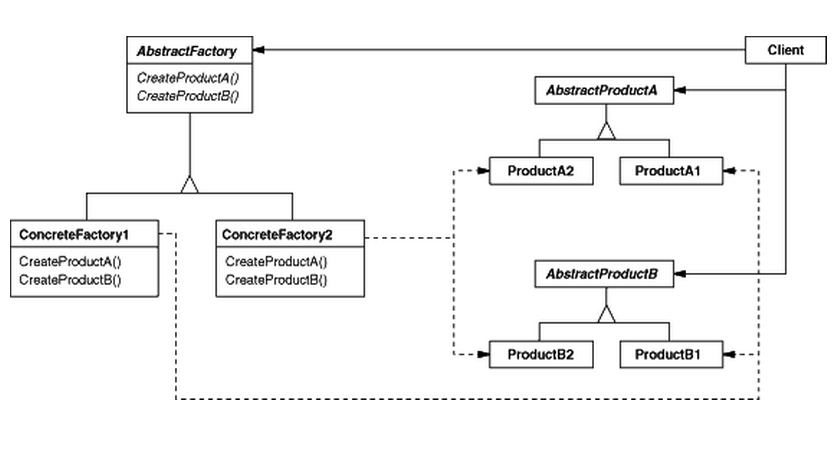 AbstractFactory
CreateProductA()
CreateProductB()
Client
AbstractProductA
ProductA2
ProductA1
ConcreteFactory1
CreateProductA()
CreateProductB()
ConcreteFactory2
CreateProductA()
CreateProductB()
AbstractProductB
ProductB2
ProductB1